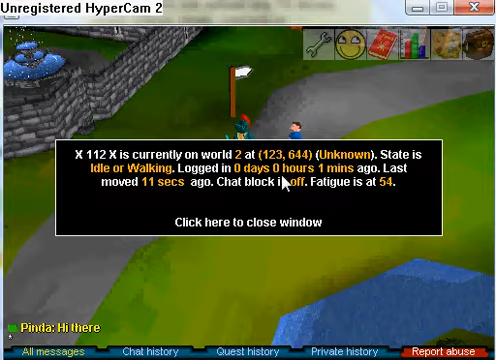 Unregistered HyperCam 2
X 112 X is currently on world 2 at (123, 644) (Unknown). State is
Idle or Walking. Logged in 0 days 0 hours 1 mins ago. Last
moved 11 secs ago. Chat block is off. Fatigue is at 54.
Click here to close window
Pinda: Hi there
*
All messages
Chat history
Quest history
Private history
Report abuse